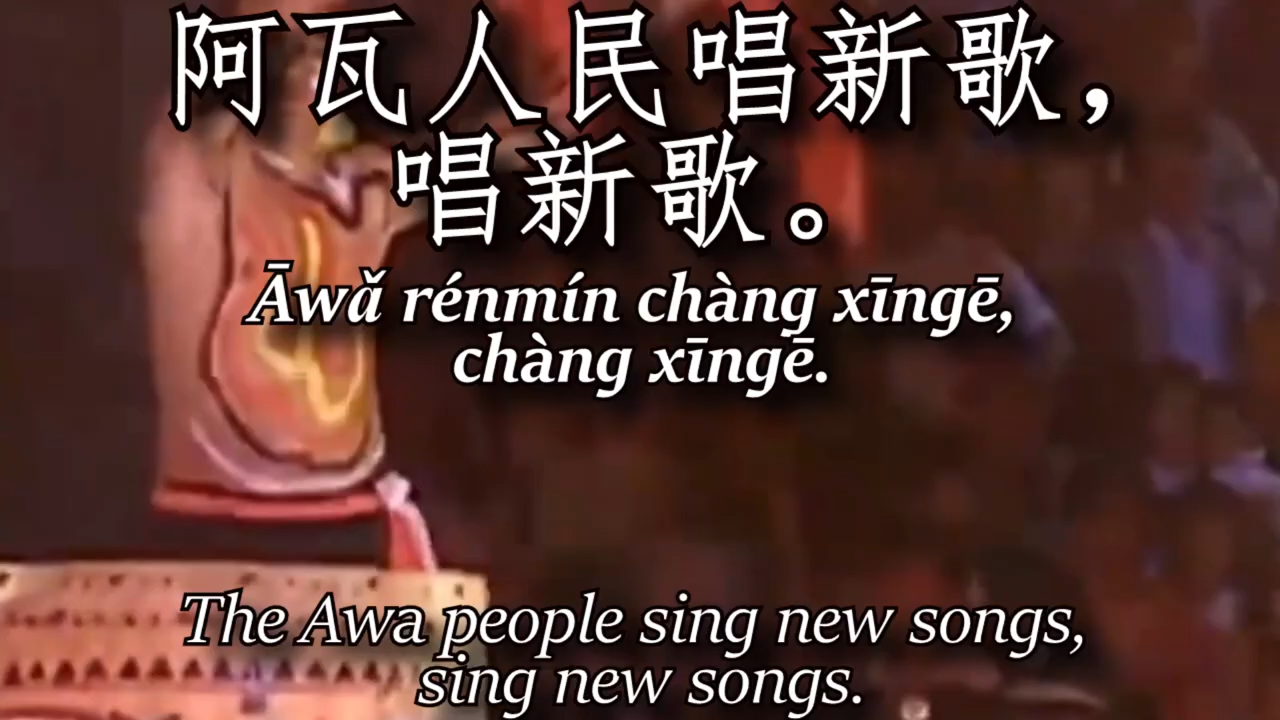 阿瓦人民唱新歌，
唱新歌。
Āwǎ rénmín chàng xīngē,
chàng xīngē.
The Awa people sing new songs,
sing new songs.